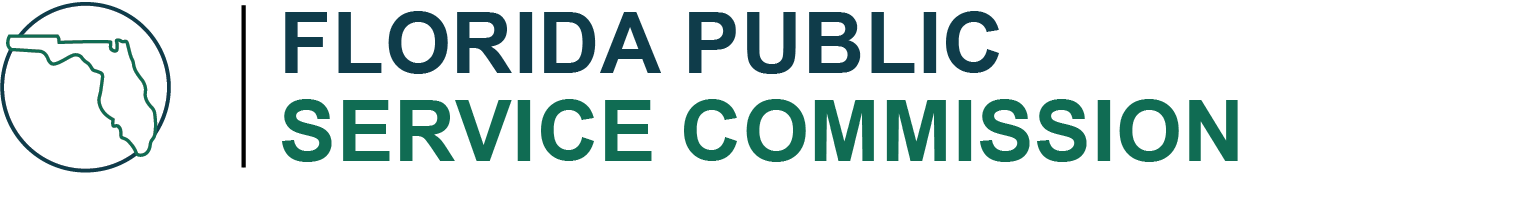 FLORIDA PUBLIC
SERVICE COMMISSION